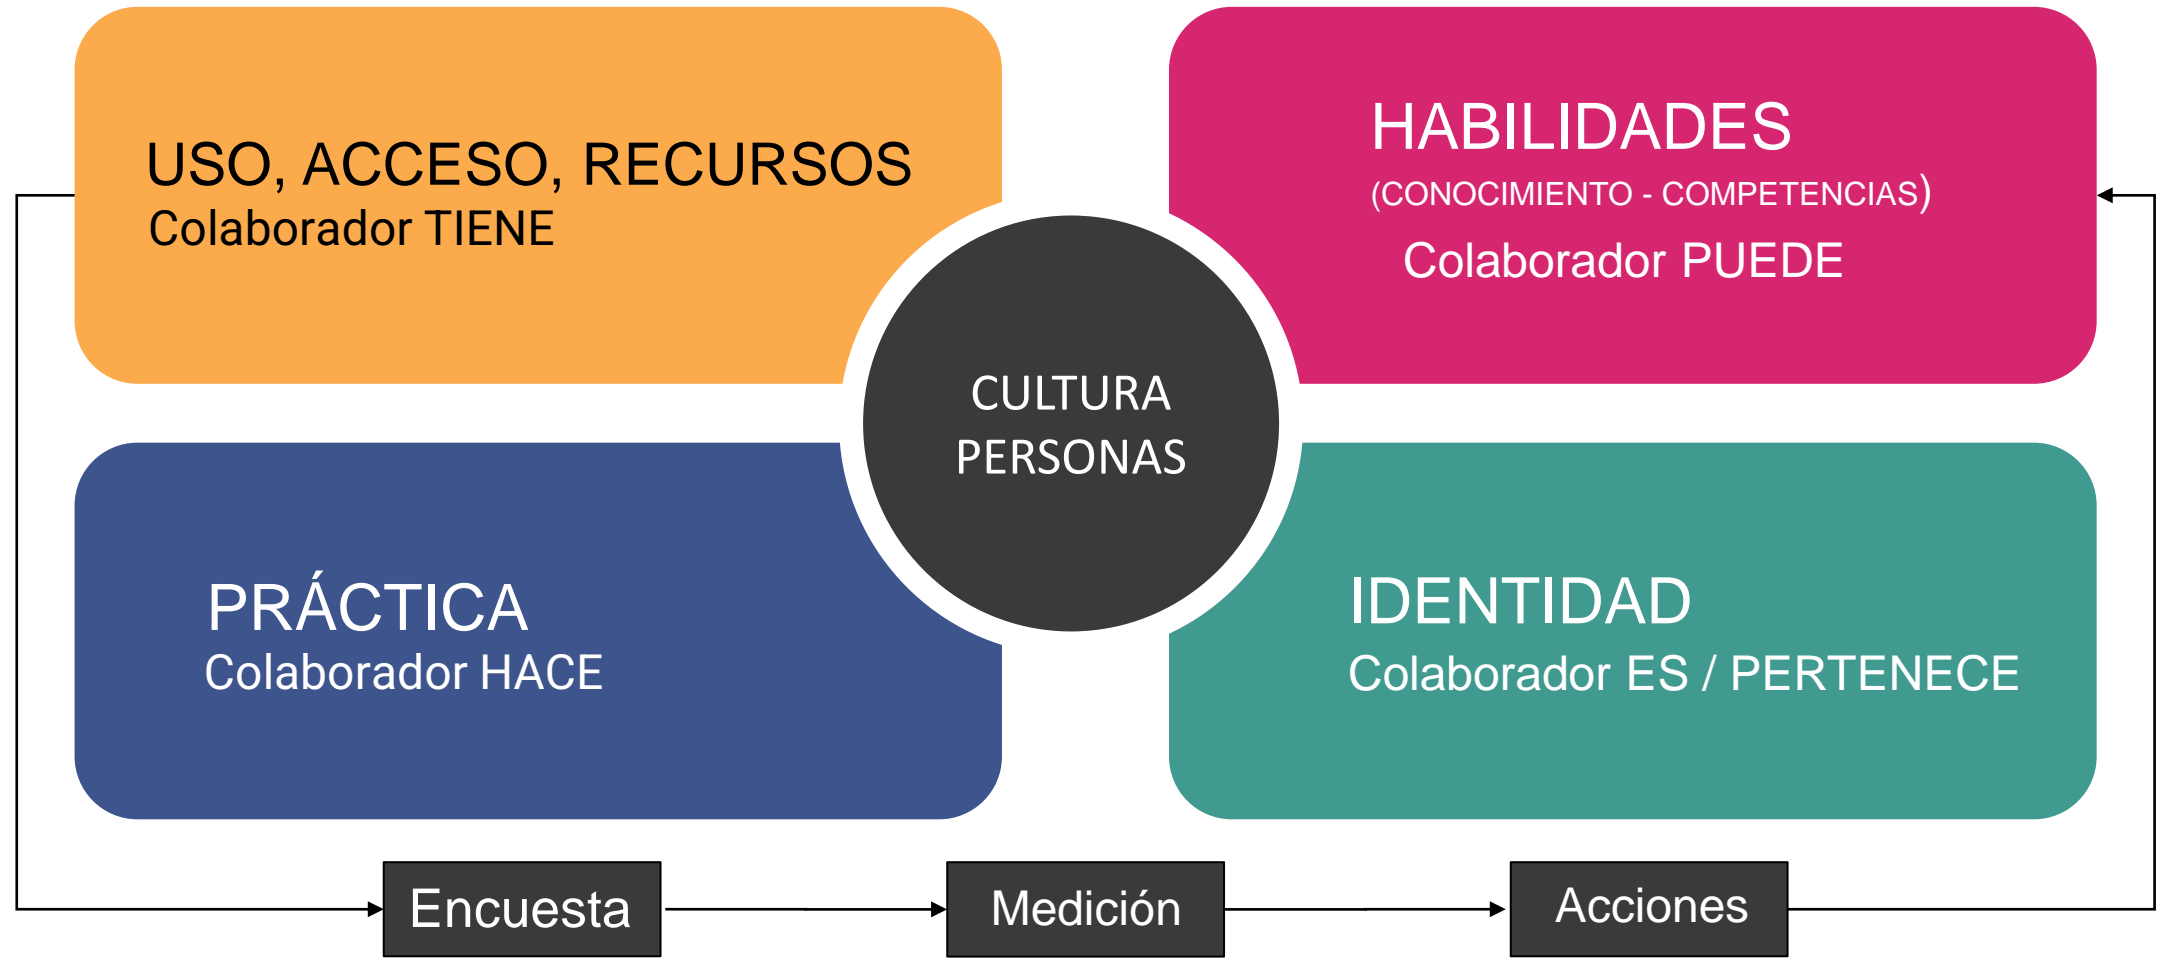 USO, ACCESO, RECURSOS
Colaborador TIENE
HABILIDADES
(CONOCIMIENTO - COMPETENCIAS)
Colaborador PUEDE
CULTURA
PERSONAS
PRÁCTICA
Colaborador HACE
IDENTIDAD
Colaborador ES / PERTENECE
Encuesta
Medición
Acciones